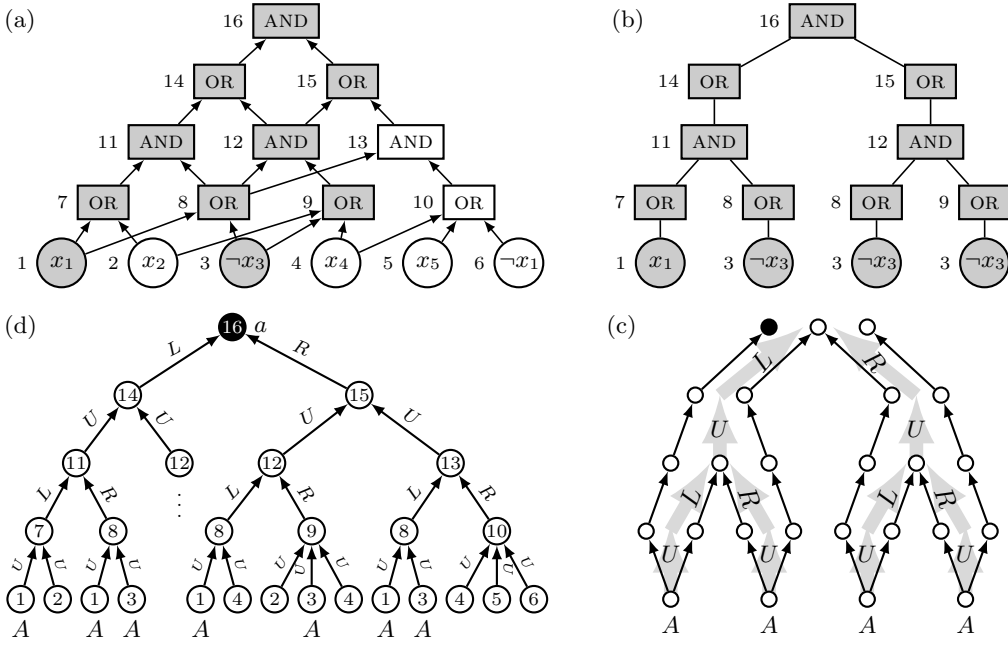 (a)
16 AND
14 OR 15 OR
11 AND 12 AND 13 AND
7 OR 8 OR 9 OR 10 OR
1 x₁ 2 x₂ 3 ¬x₃ 4 x₄ 5 x₅ 6 ¬x₁
(b)
16 AND
14 OR 15 OR
11 AND 12 AND
7 OR 8 OR 8 OR 9 OR
1 x₁ 3 ¬x₃ 3 ¬x₃ 3 ¬x₃
(d)
16 a
L R
14 15
U U U U
11 12 12 13
L R L R L R
7 8 ⋮ 8 9 8 10
U U U U U U U U U U U U U U
1 2 1 3 1 4 2 3 4 1 3 4 5 6
A A A A A A A
(c)
L R
U U
L R L R
U U U U
A A A A